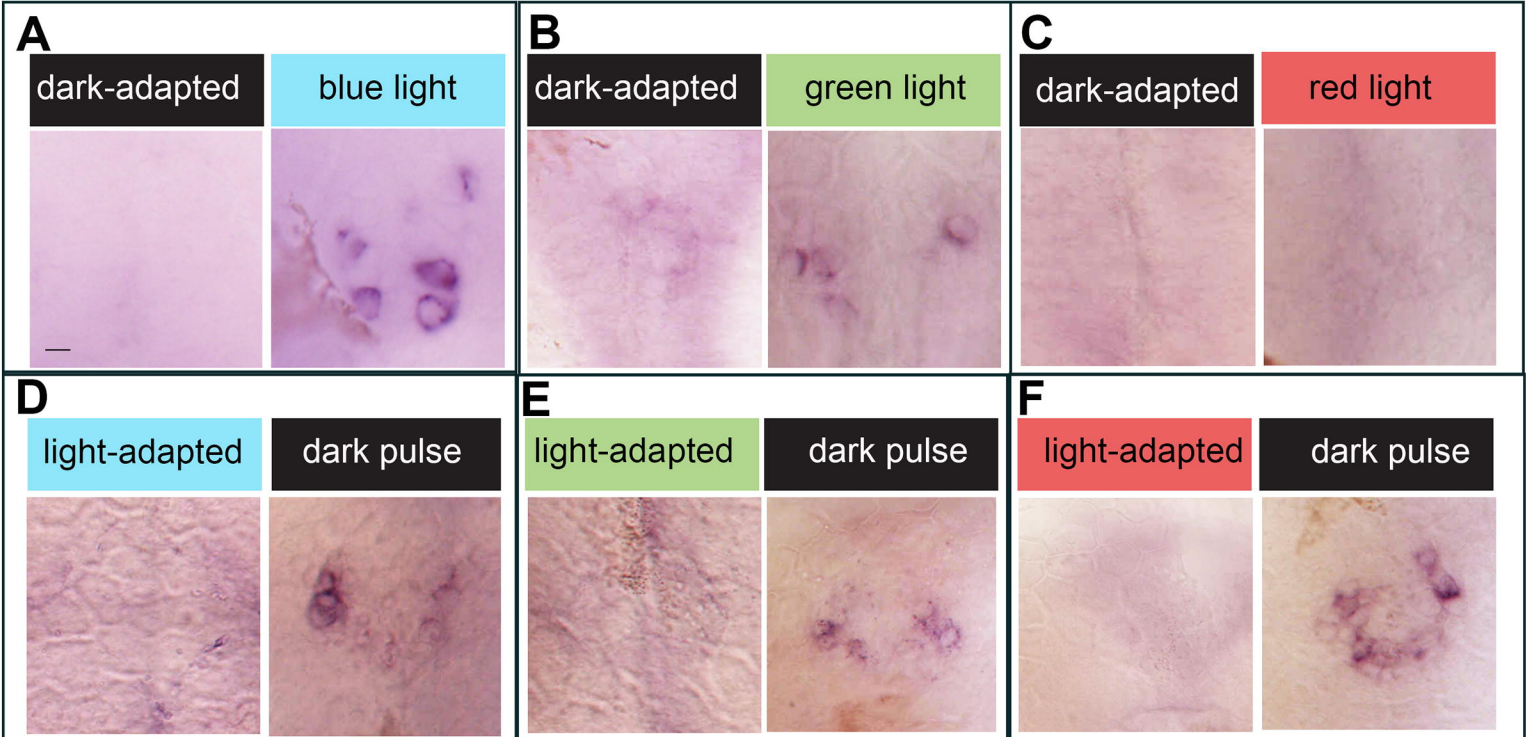 A
dark-adapted
blue light
B
dark-adapted
green light
C
dark-adapted
red light
D
light-adapted
dark pulse
E
light-adapted
dark pulse
F
light-adapted
dark pulse